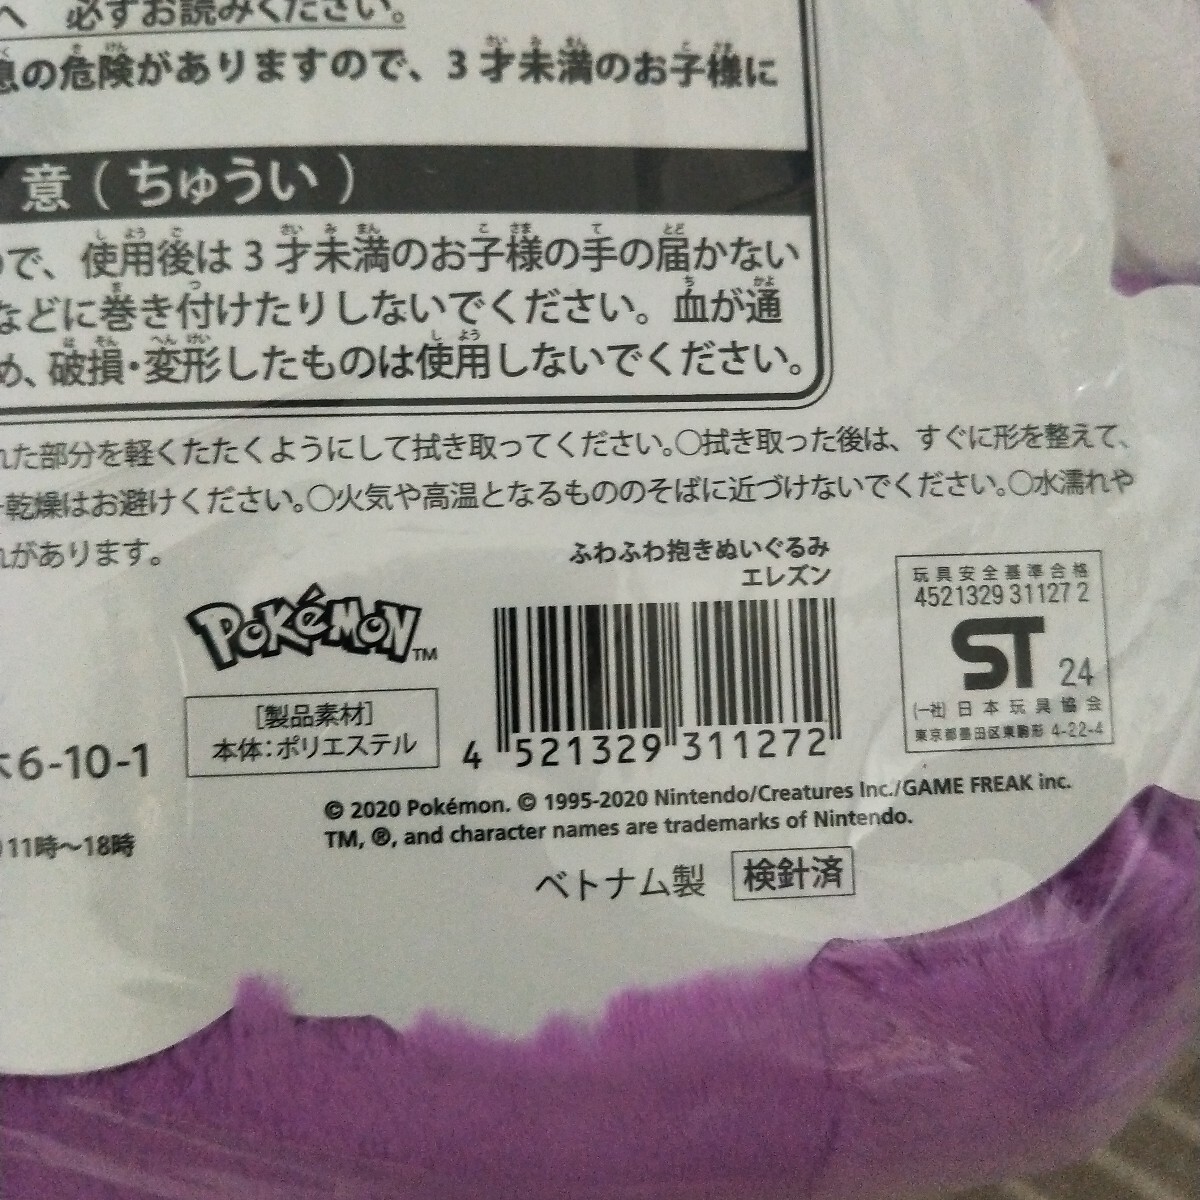 へ 必ずお読みください。
息の危険がありますので、3才未満のお子様に
意(ちゅうい)
ので、使用後は3才未満のお子様の手の届かない
などに巻き付けたりしないでください。血が通
め、破損・変形したものは使用しないでください。
れた部分を軽くたたくようにして拭き取ってください。○拭き取った後は、すぐに形を整えて、
乾燥はお避けください。○火気や高温となるもののそばに近づけないでください。○水濡れや
れがあります。
ふわふわ抱きぬいぐるみ
エレズン
玩具安全基準合格
4521329 31127 2
ST 24
(一社)日本玩具協会
東京都墨田区東駒形 4-22-4
POKéMON™
[製品素材]
本体:ポリエステル
木6-10-1
11時〜18時
4 521329 311272
© 2020 Pokémon. © 1995-2020 Nintendo/Creatures Inc./GAME FREAK inc.
TM, ®, and character names are trademarks of Nintendo.
ベトナム製 検針済